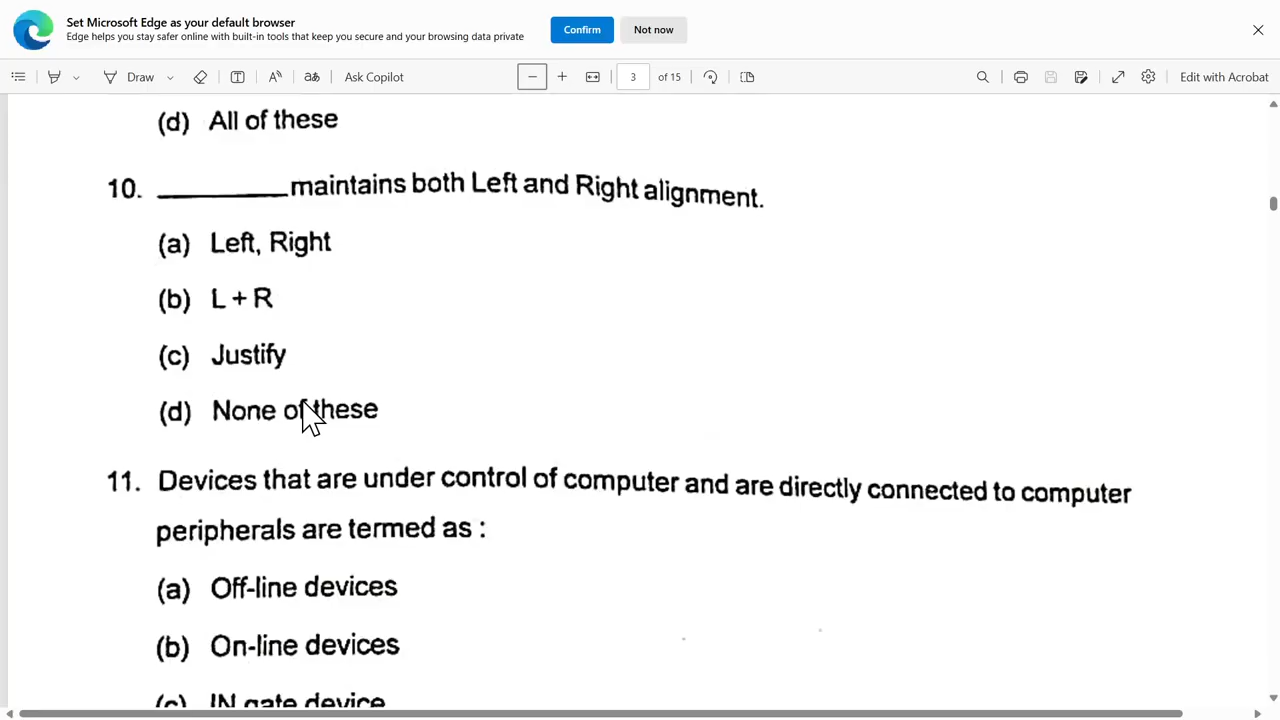 Set Microsoft Edge as your default browser
Edge helps you stay safer online with built-in tools that keep you secure and your browsing data private
Confirm
Not now
Draw
Ask Copilot
3
of 15
Edit with Acrobat
(d) All of these
10. __________ maintains both Left and Right alignment.
(a) Left, Right
(b) L + R
(c) Justify
(d) None of these
11. Devices that are under control of computer and are directly connected to computer
peripherals are termed as :
(a) Off-line devices
(b) On-line devices
(c) IN gate device